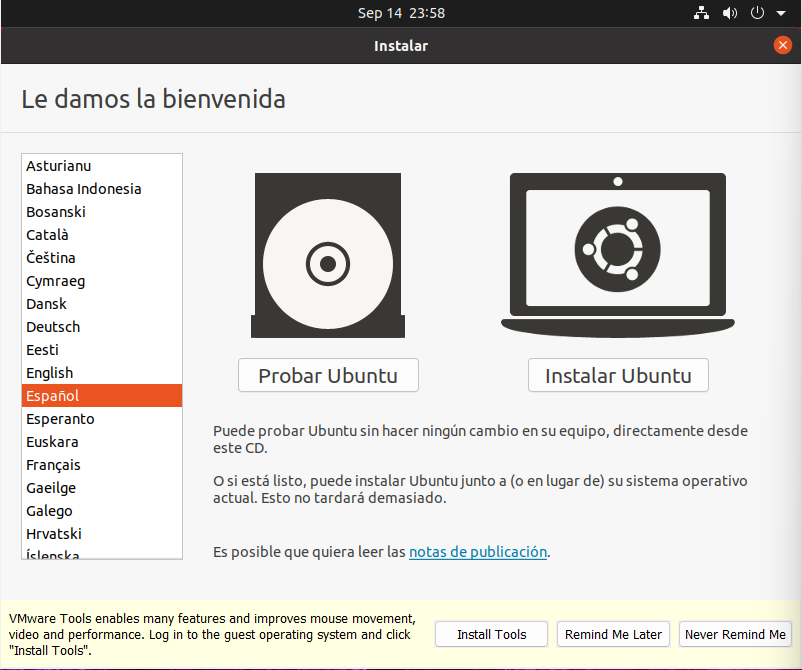 Sep 14 23:58
Instalar
Le damos la bienvenida
Asturianu
Bahasa Indonesia
Bosanski
Català
Čeština
Cymraeg
Dansk
Deutsch
Eesti
English
Español
Esperanto
Euskara
Français
Gaeilge
Galego
Hrvatski
Íslenska
Probar Ubuntu
Instalar Ubuntu
Puede probar Ubuntu sin hacer ningún cambio en su equipo, directamente desde
este CD.
O si está listo, puede instalar Ubuntu junto a (o en lugar de) su sistema operativo
actual. Esto no tardará demasiado.
Es posible que quiera leer las notas de publicación.
VMware Tools enables many features and improves mouse movement,
video and performance. Log in to the guest operating system and click
"Install Tools".
Install Tools
Remind Me Later
Never Remind Me